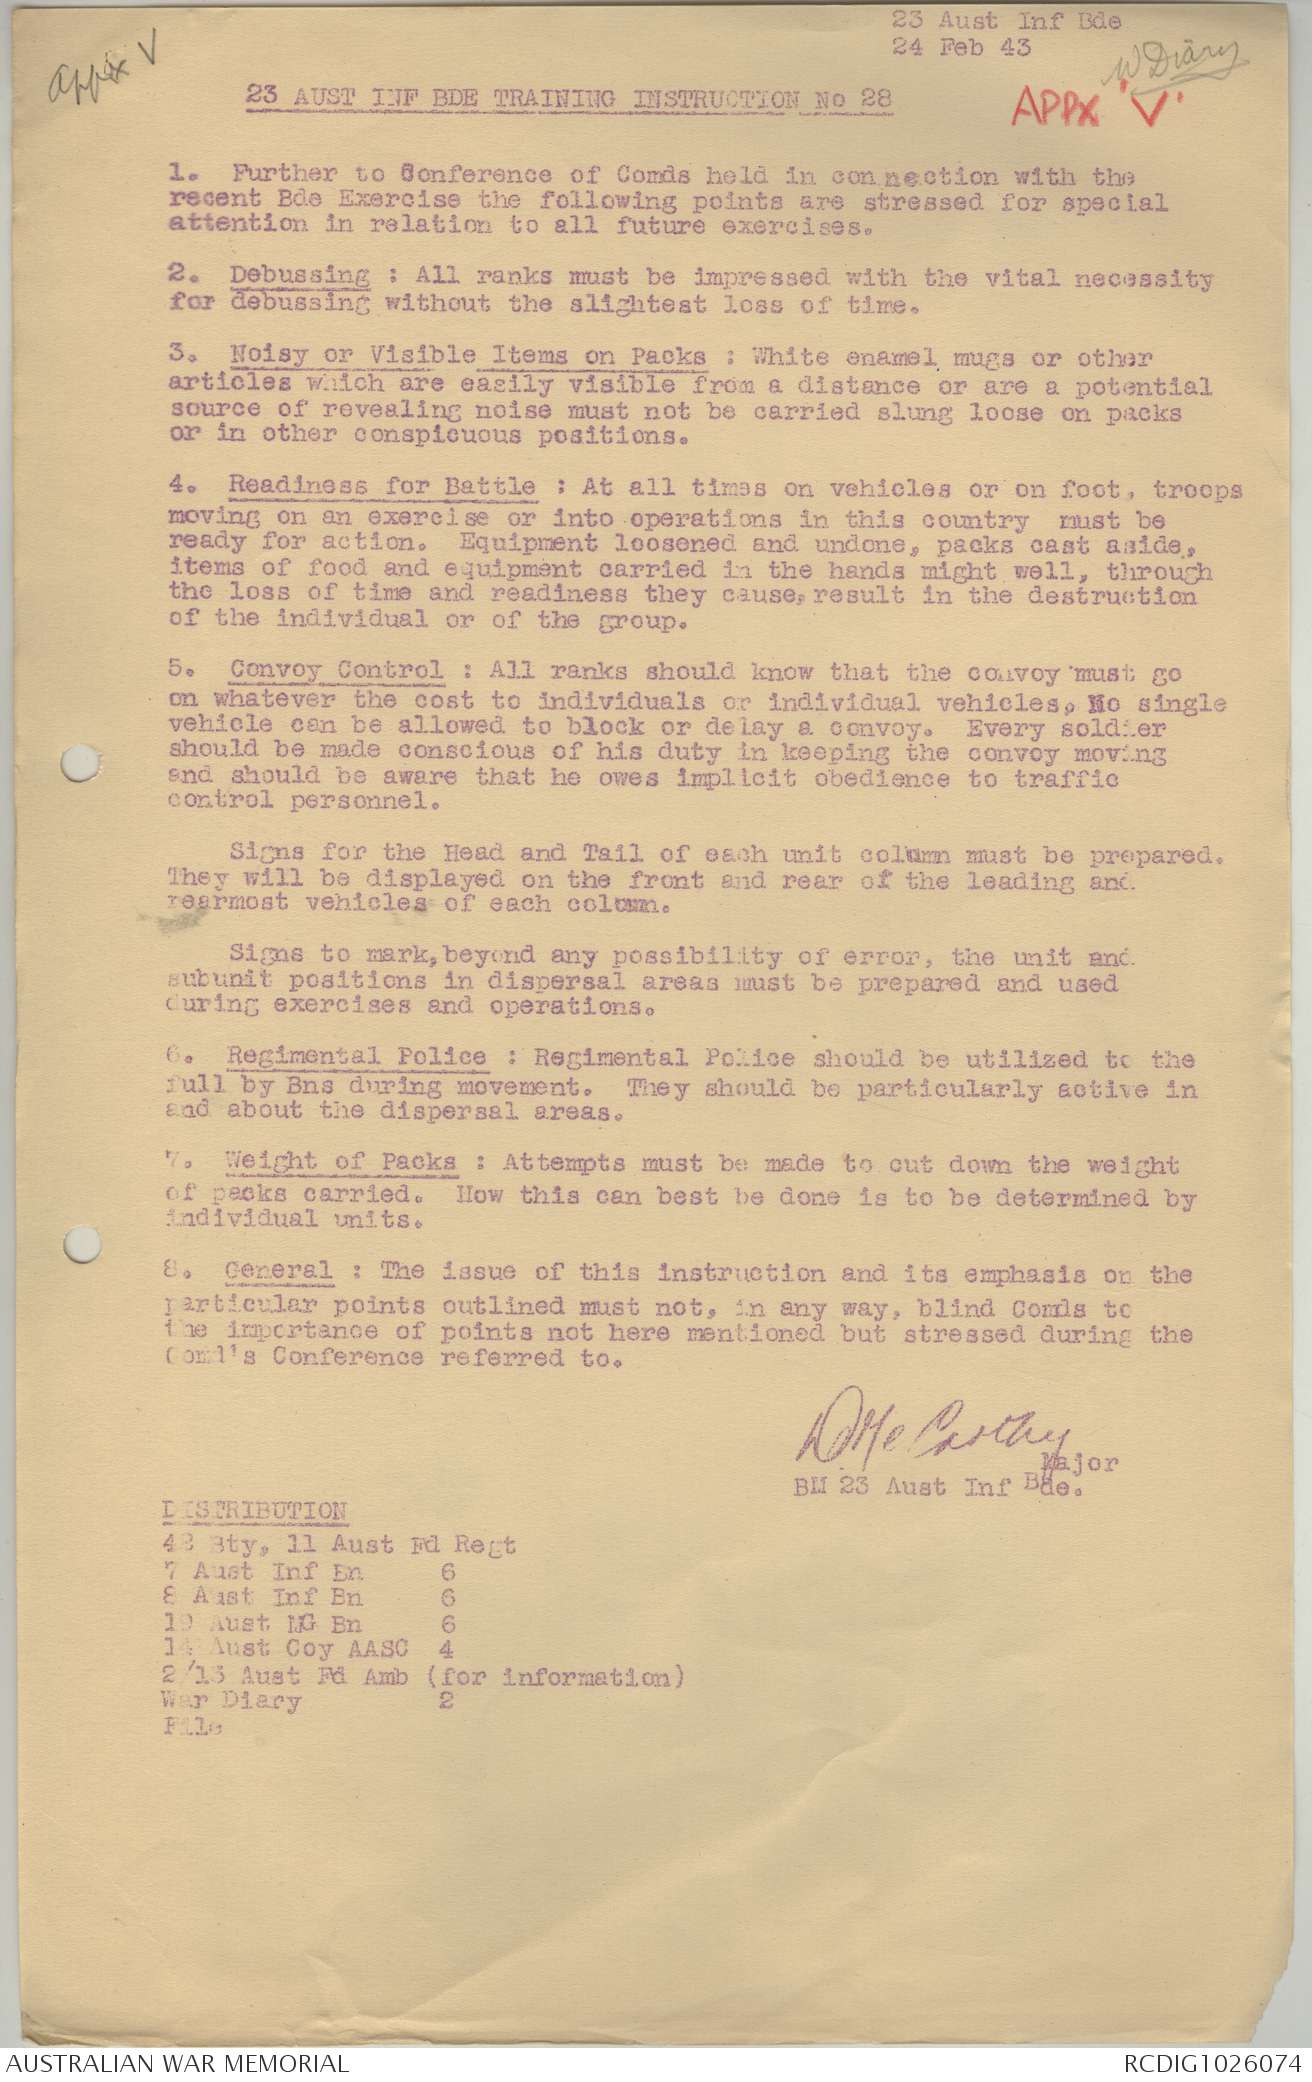 23 Aust Inf Bde
24 Feb 43
Appx V
W Diary
APPX 'V'
23 AUST INF BDE TRAINING INSTRUCTION No 28
1. Further to Conference of Comds held in connection with the
recent Bde Exercise the following points are stressed for special
attention in relation to all future exercises.
2. Debussing : All ranks must be impressed with the vital necessity
for debussing without the slightest loss of time.
3. Noisy or Visible Items on Packs : White enamel mugs or other
articles which are easily visible from a distance or are a potential
source of revealing noise must not be carried slung loose on packs
or in other conspicuous positions.
4. Readiness for Battle : At all times on vehicles or on foot, troops
moving on an exercise or into operations in this country must be
ready for action. Equipment loosened and undone, packs cast aside,
items of food and equipment carried in the hands might well, through
the loss of time and readiness they cause, result in the destruction
of the individual or of the group.
5. Convoy Control : All ranks should know that the convoy must go
on whatever the cost to individuals or individual vehicles, No single
vehicle can be allowed to block or delay a convoy. Every soldier
should be made conscious of his duty in keeping the convoy moving
and should be aware that he owes implicit obedience to traffic
control personnel.
Signs for the Head and Tail of each unit column must be prepared.
They will be displayed on the front and rear of the leading and
rearmost vehicles of each column.
Signs to mark, beyond any possibility of error, the unit and
subunit positions in dispersal areas must be prepared and used
during exercises and operations.
6. Regimental Police : Regimental Police should be utilized to the
full by Bns during movement. They should be particularly active in
and about the dispersal areas.
7. Weight of Packs : Attempts must be made to cut down the weight
of packs carried. How this can best be done is to be determined by
individual units.
8. General : The issue of this instruction and its emphasis on the
particular points outlined must not, in any way, blind Comds to
the importance of points not here mentioned but stressed during the
Comd's Conference referred to.
DMcCarthy
Major
BM 23 Aust Inf Bde.
DISTRIBUTION
42 Bty, 11 Aust Fd Regt
7 Aust Inf Bn 6
8 Aust Inf Bn 6
19 Aust MG Bn 6
14 Aust Coy AASC 4
2/13 Aust Fd Amb (for information)
War Diary 2
File
AUSTRALIAN WAR MEMORIAL
RCDIG1026074